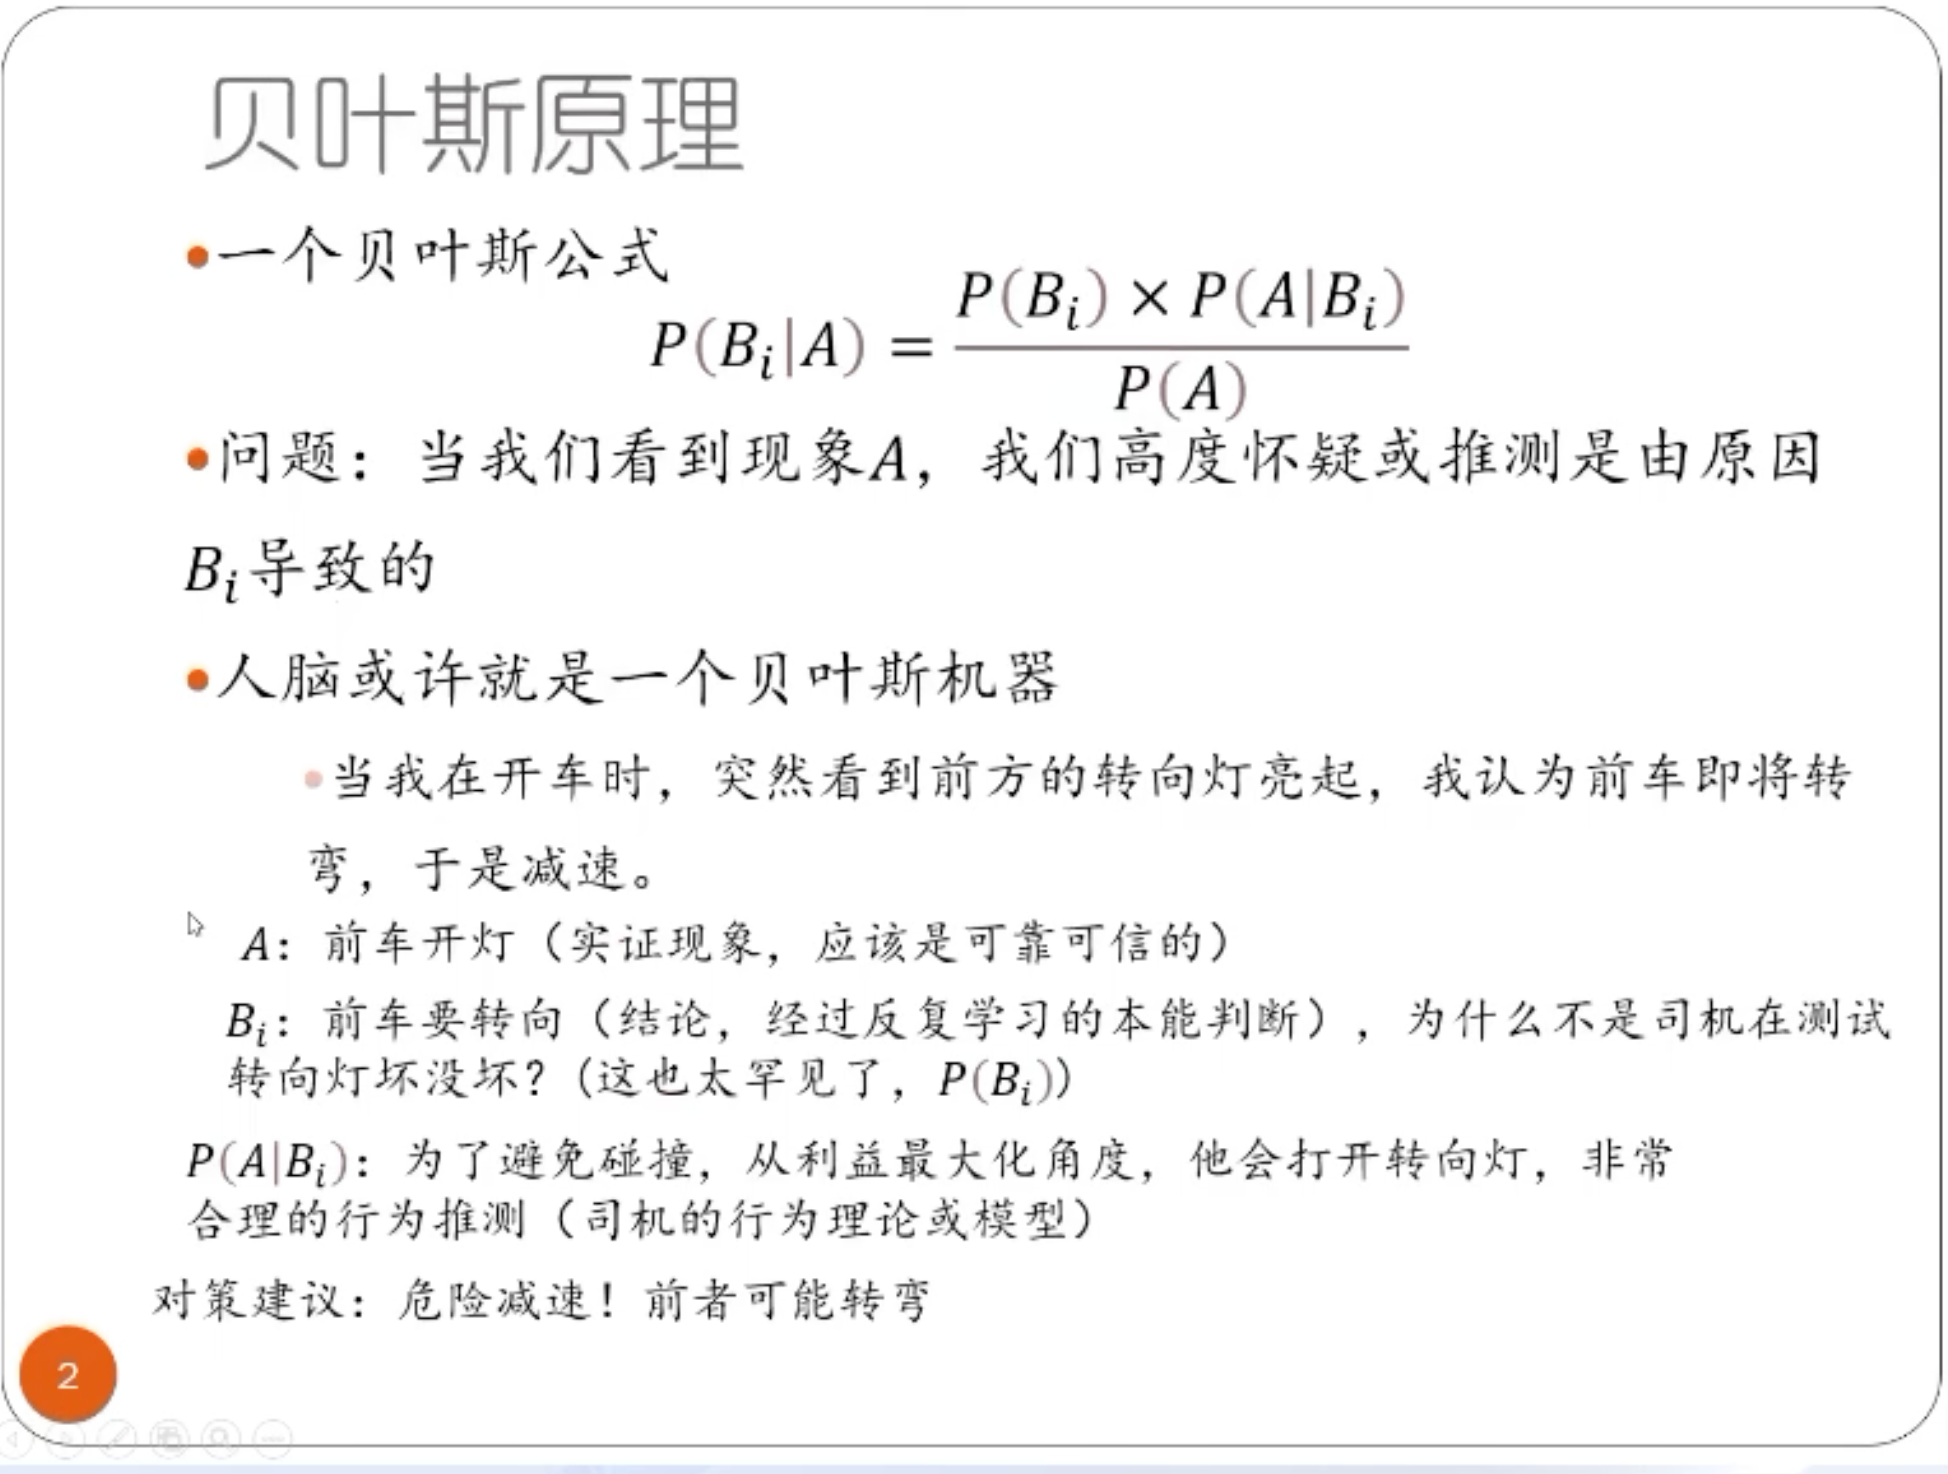 贝叶斯原理
•一个贝叶斯公式
P(B_i|A) = \frac{P(B_i) × P(A|B_i)}{P(A)}
•问题：当我们看到现象A，我们高度怀疑或推测是由原因
B_i导致的
•人脑或许就是一个贝叶斯机器
•当我在开车时，突然看到前方的转向灯亮起，我认为前车即将转
弯，于是减速。
A：前车开灯（实证现象，应该是可靠可信的）
B_i：前车要转向（结论，经过反复学习的本能判断），为什么不是司机在测试
转向灯坏没坏？(这也太罕见了，P(B_i))
P(A|B_i)：为了避免碰撞，从利益最大化角度，他会打开转向灯，非常
合理的行为推测（司机的行为理论或模型）
对策建议：危险减速！前者可能转弯
2